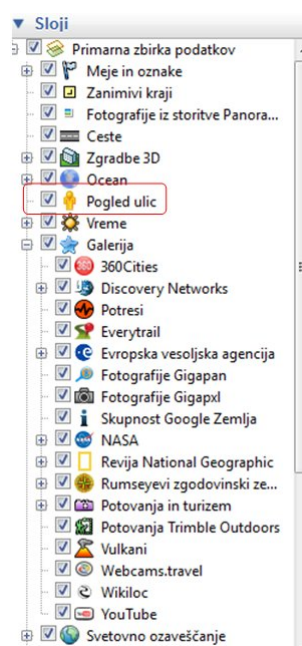 Sloji
Primarna zbirka podatkov
Meje in oznake
Zanimivi kraji
Fotografije iz storitve Panora...
Ceste
Zgradbe 3D
Ocean
Pogled ulic
Vreme
Galerija
360Cities
Discovery Networks
Potresi
Everytrail
Evropska vesoljska agencija
Fotografije Gigapan
Fotografije Gigapxl
Skupnost Google Zemlja
NASA
Revija National Geographic
Rumseyevi zgodovinski ze...
Potovanja in turizem
Potovanja Trimble Outdoors
Vulkani
Webcams.travel
Wikiloc
YouTube
Svetovno ozaveščanje